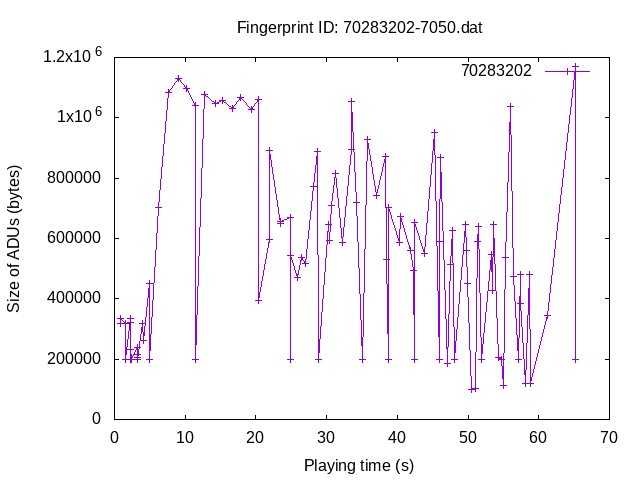 Fingerprint ID: 70283202-7050.dat
1.2x10^6
1x10^6
800000
600000
400000
200000
0
Size of ADUs (bytes)
70283202
0 10 20 30 40 50 60 70
Playing time (s)